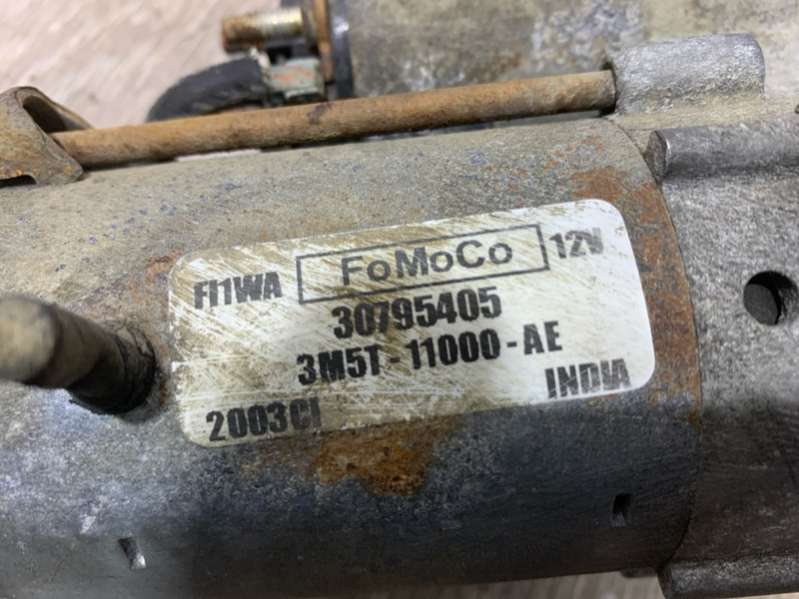 FI1WA FoMoCo 12V
30795405
3M5T-11000-AE
2003CI INDIA